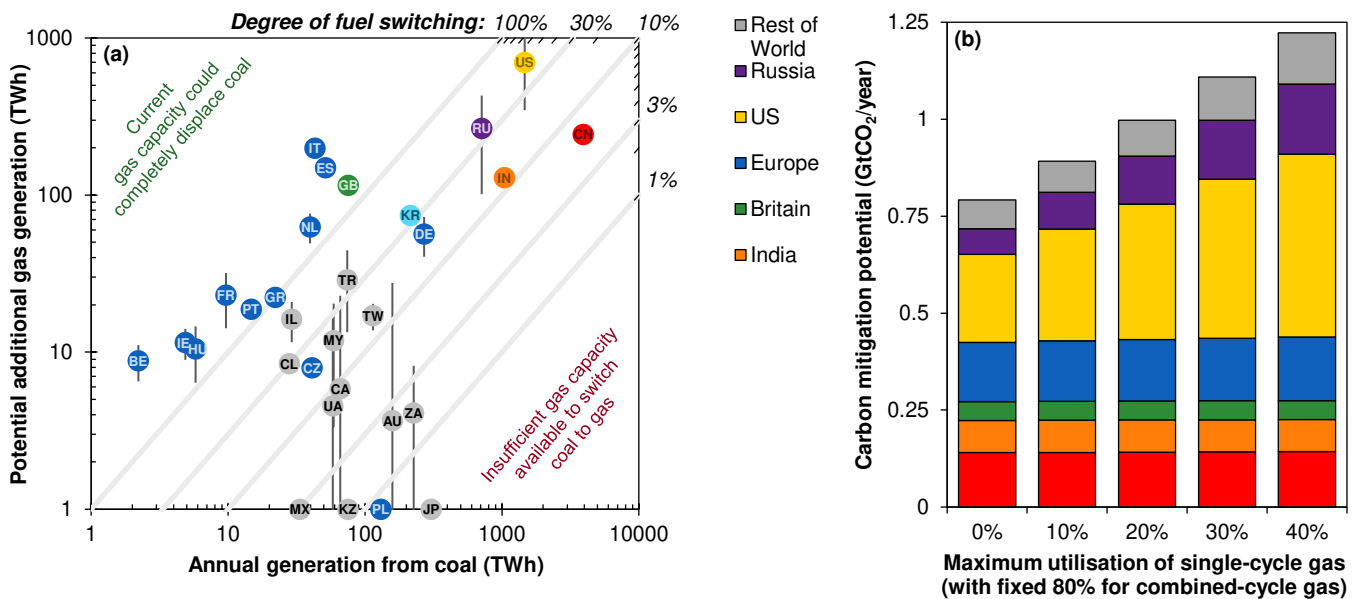 Degree of fuel switching: 100% 30% 10%
(a)
Potential additional gas generation (TWh)
1000
100
10
1
Current
gas capacity could
completely displace coal
3%
1%
US
RU
CN
IT
ES
GB
IN
KR
NL
DE
TR
FR
GR
PT
IL
TW
MY
IE
HU
BE
CL
CZ
CA
UA
AU
ZA
MX
KZ
PL
JP
Insufficient gas capacity
available to switch
coal to gas
1 10 100 1000 10000
Annual generation from coal (TWh)
Rest of
World
Russia
US
Europe
Britain
India
(b)
Carbon mitigation potential (GtCO₂/year)
1.25
1
0.75
0.5
0.25
0
0% 10% 20% 30% 40%
Maximum utilisation of single-cycle gas
(with fixed 80% for combined-cycle gas)